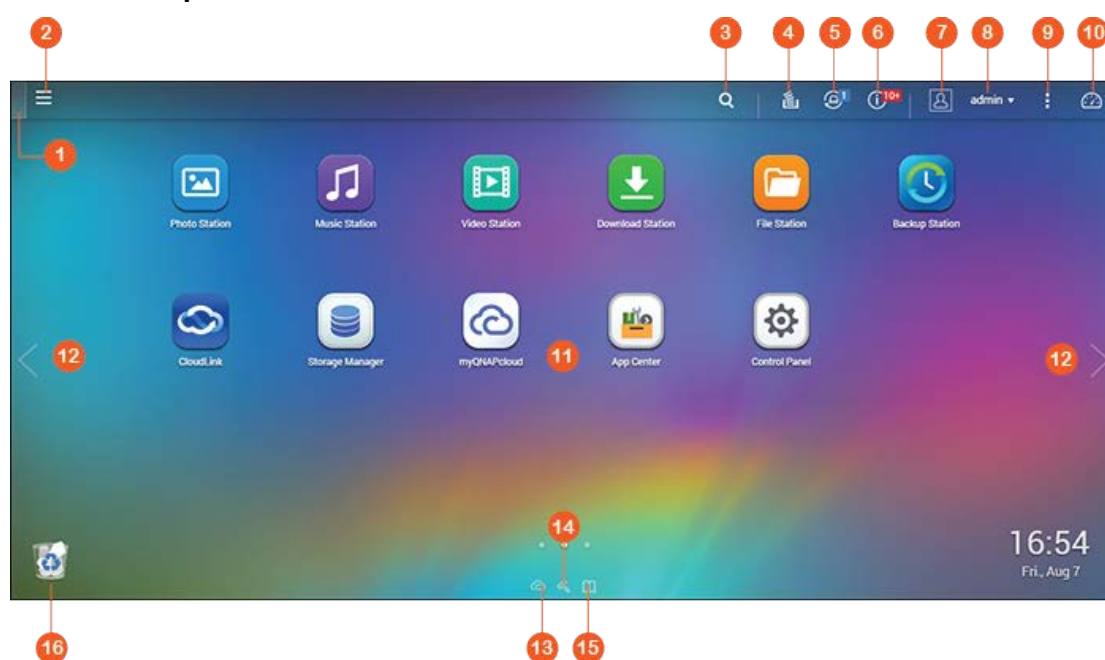 2 3 4 5 6 7 8 9 10
1 10+ admin
1
Photo Station Music Station Video Station Download Station File Station Backup Station
12 11 12
CloudLink Storage Manager myQNAPcloud App Center Control Panel
14
16:54
Fri., Aug 7
16 13 15